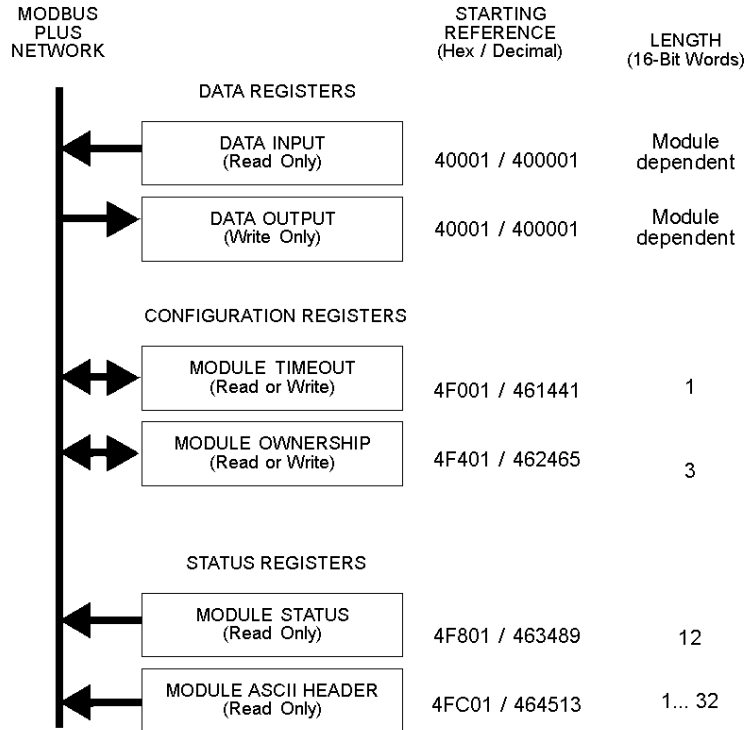 MODBUS
PLUS
NETWORK
STARTING
REFERENCE
(Hex / Decimal)
LENGTH
(16-Bit Words)
DATA REGISTERS
DATA INPUT
(Read Only)
40001 / 400001
Module
dependent
DATA OUTPUT
(Write Only)
40001 / 400001
Module
dependent
CONFIGURATION REGISTERS
MODULE TIMEOUT
(Read or Write)
4F001 / 461441
1
MODULE OWNERSHIP
(Read or Write)
4F401 / 462465
3
STATUS REGISTERS
MODULE STATUS
(Read Only)
4F801 / 463489
12
MODULE ASCII HEADER
(Read Only)
4FC01 / 464513
1... 32